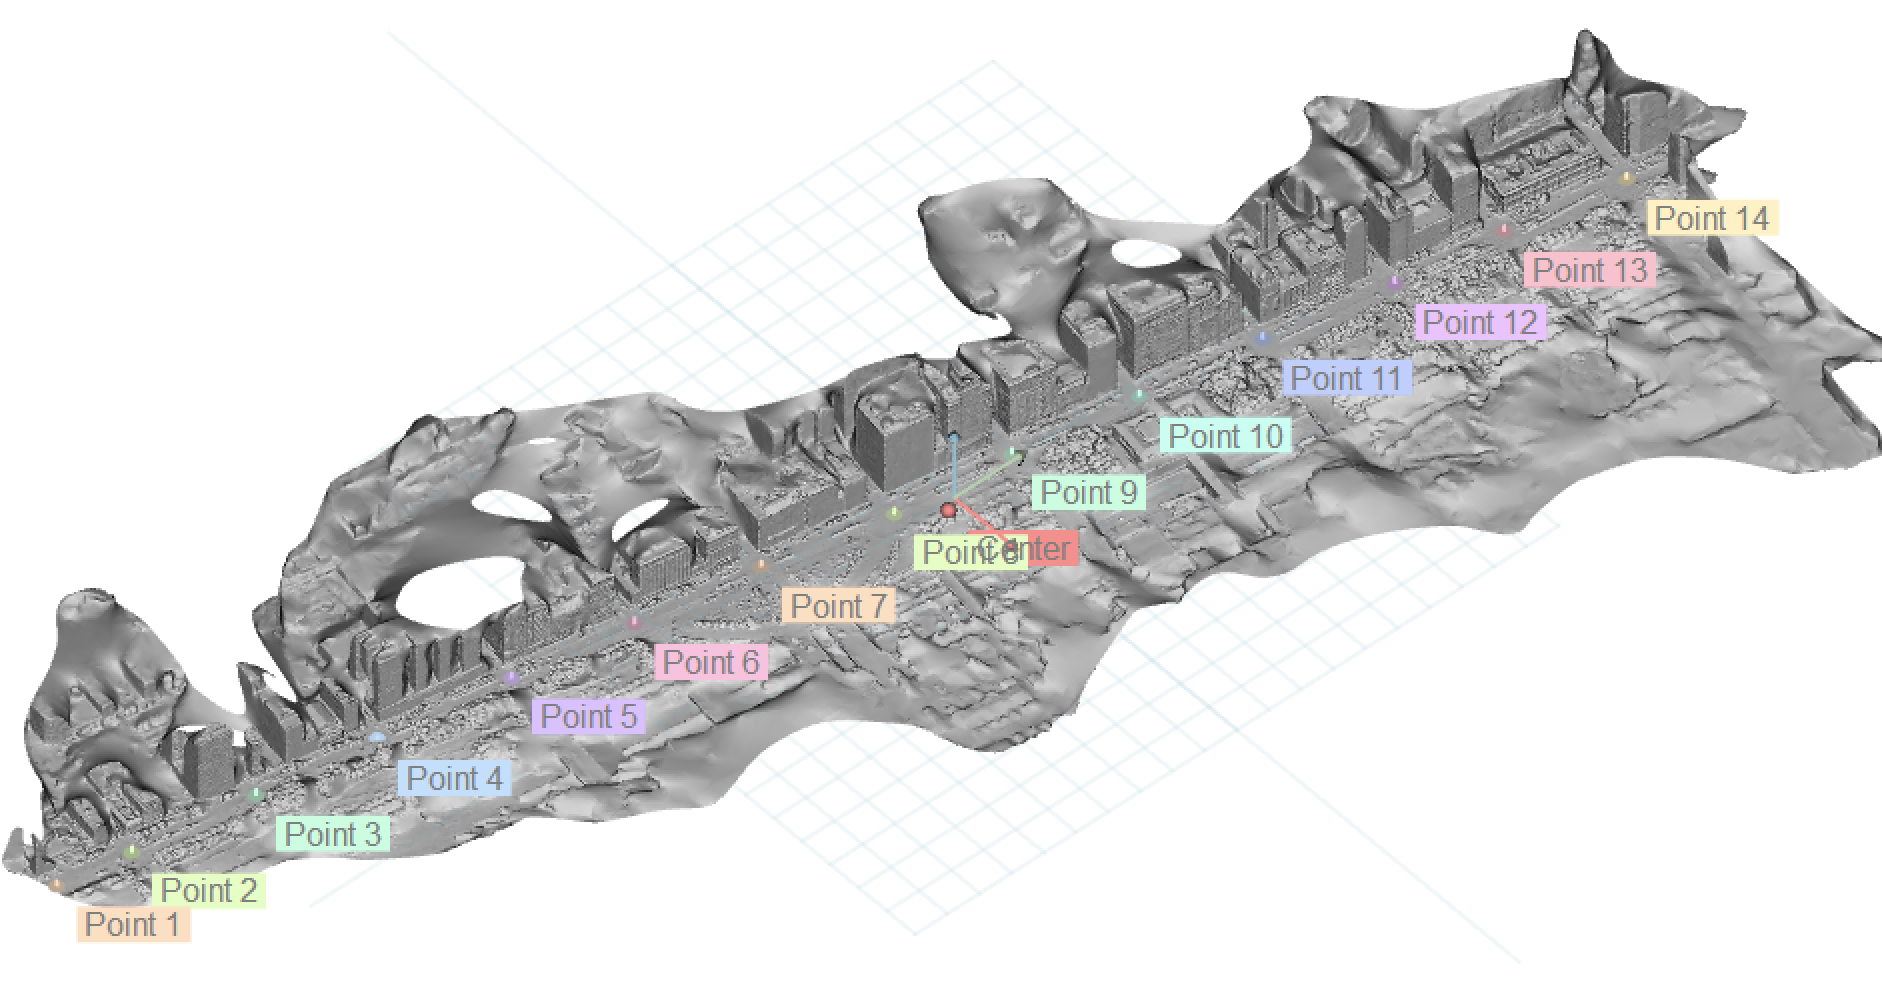 Point 14
Point 13
Point 12
Point 11
Point 10
Point 9
Point 8
Center
Point 7
Point 6
Point 5
Point 4
Point 3
Point 2
Point 1